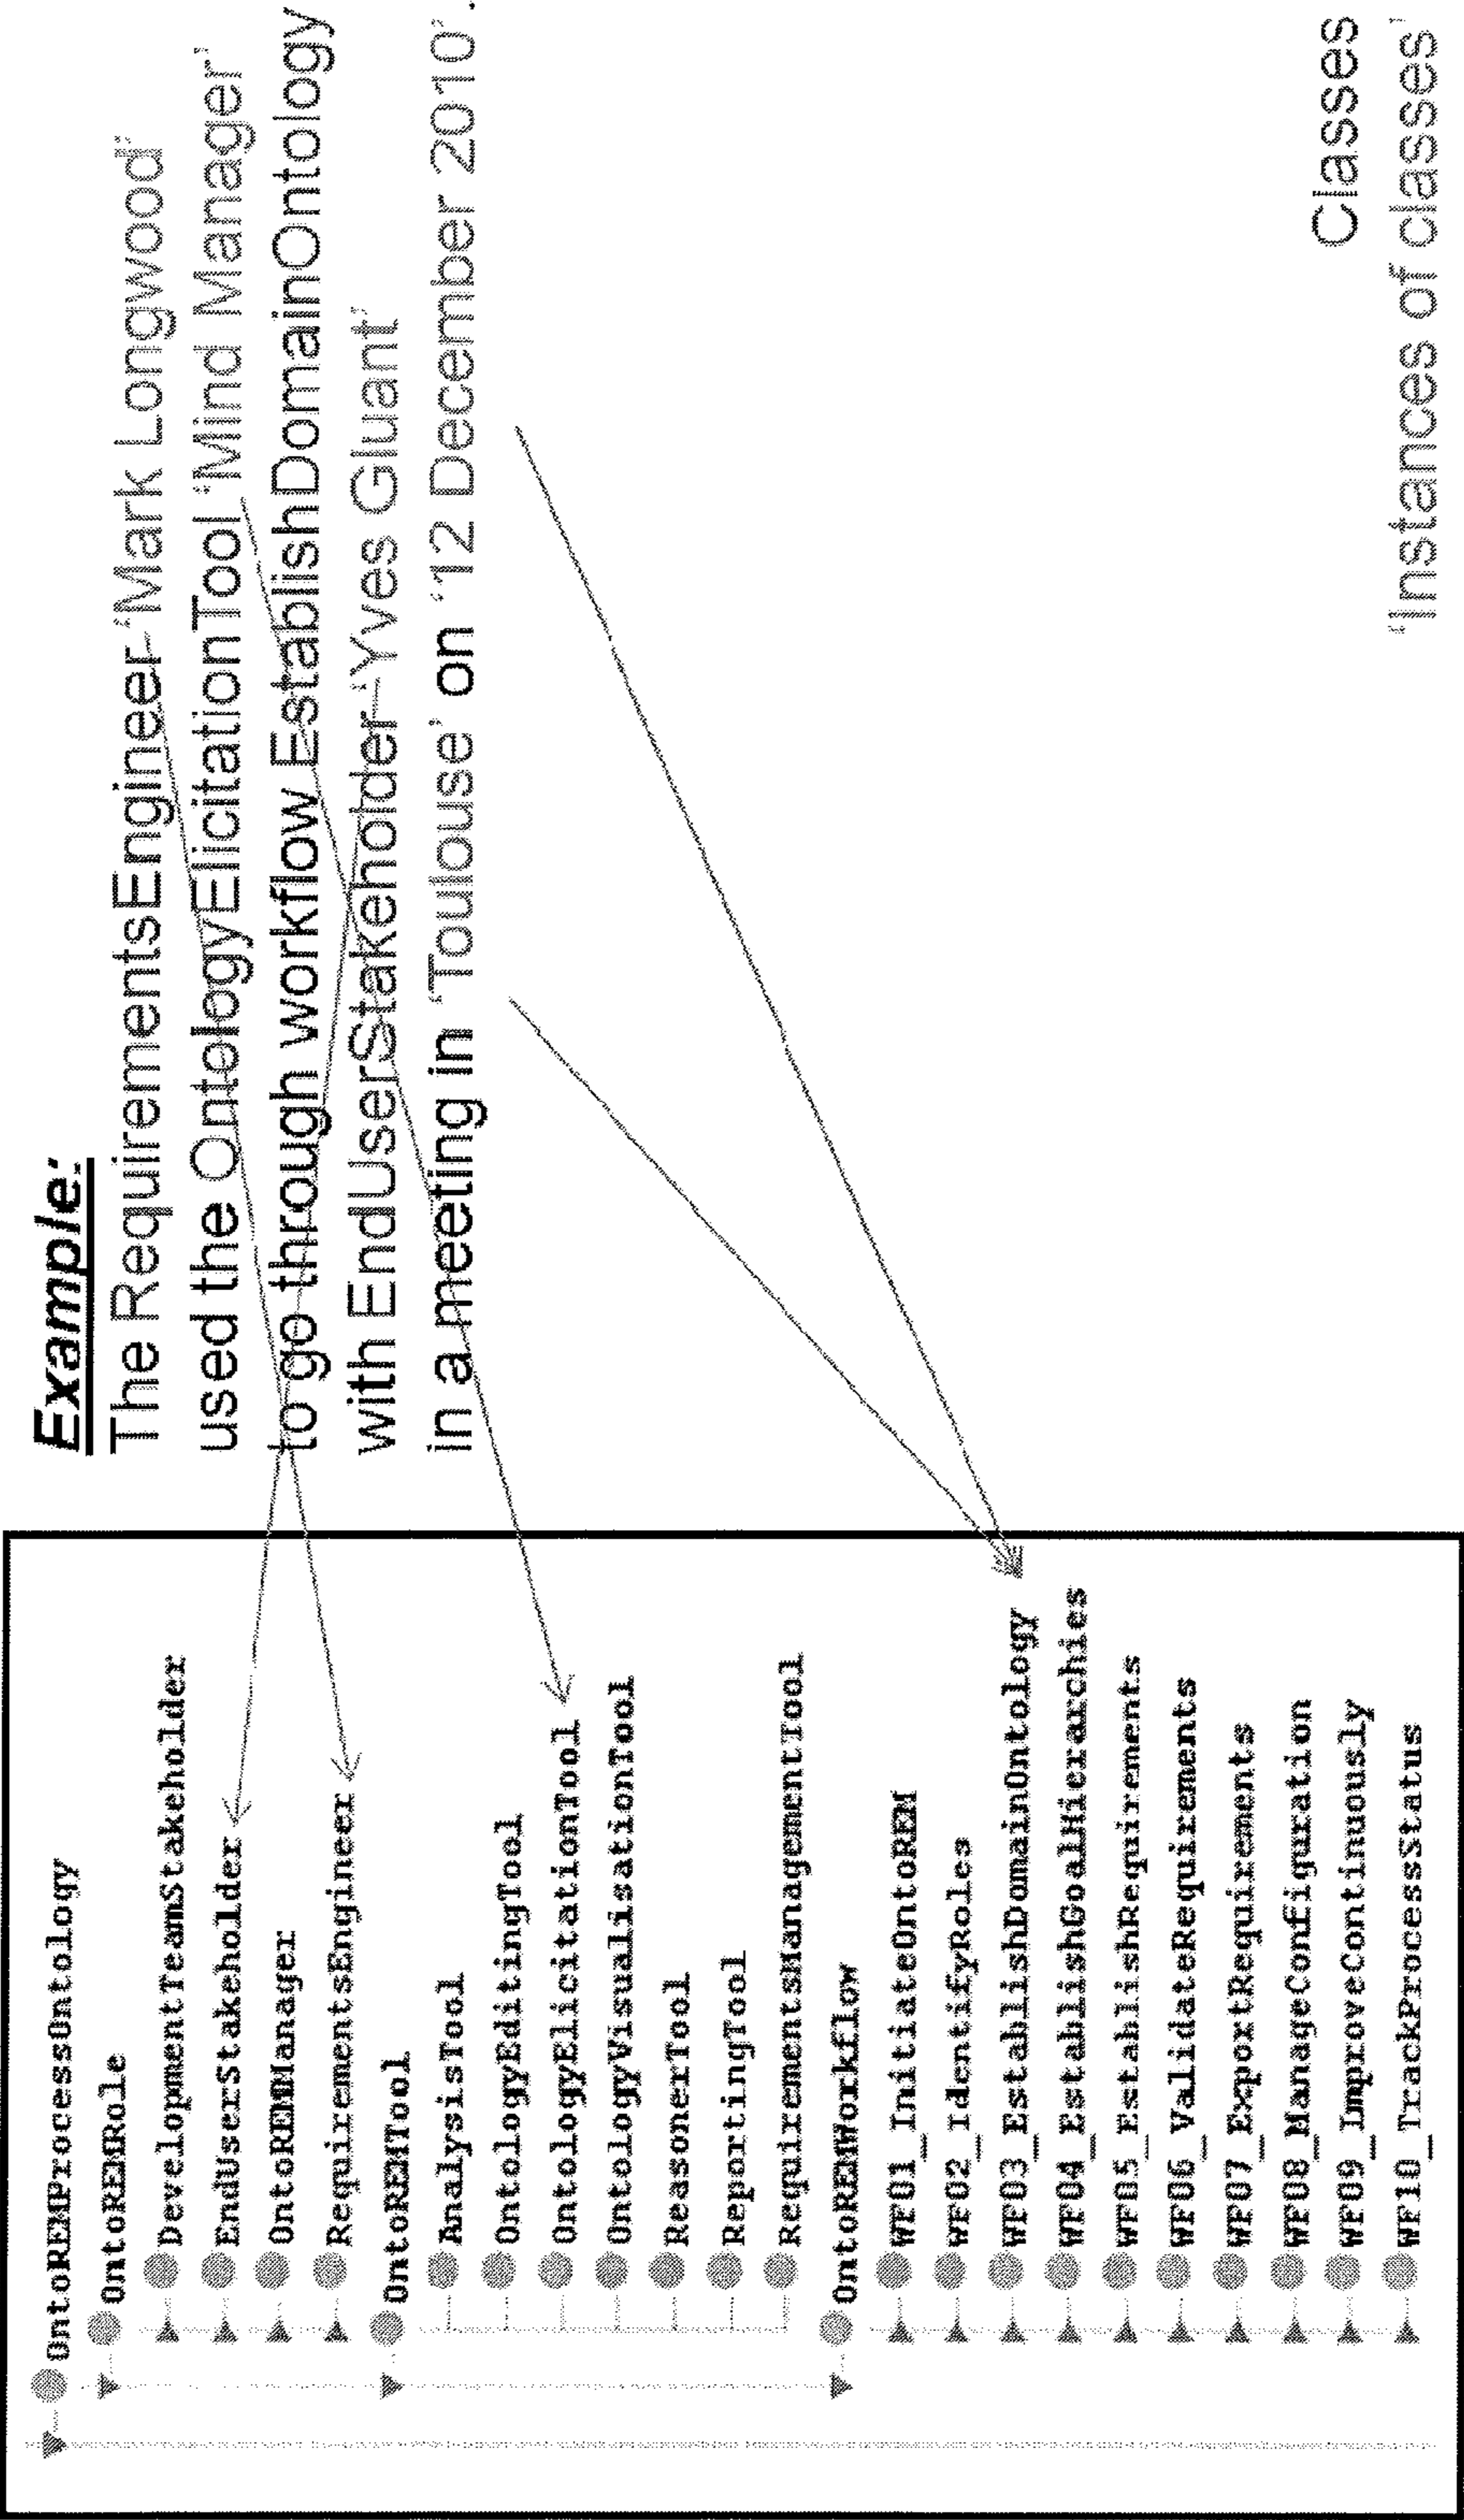 OntoREMProcessOntology
OntoREMRole
DevelopmentTeamStakeholder
EndUserStakeholder
OntoREMManager
RequirementsEngineer
OntoREMTool
AnalysisTool
OntologyEditingTool
OntologyElicitationTool
OntologyVisualisationTool
ReasonerTool
ReportingTool
RequirementsManagementTool
OntoREMWorkflow
WF01_InitiateOntoREM
WF02_IdentifyRoles
WF03_EstablishDomainOntology
WF04_EstablishGoalHierarchies
WF05_EstablishRequirements
WF06_ValidateRequirements
WF07_ExportRequirements
WF08_ManageConfiguration
WF09_ImproveContinuously
WF10_TrackProcessStatus
Example:
The RequirementsEngineer 'Mark Longwood'
used the OntologyElicitationTool 'Mind Manager'
to go through workflow EstablishDomainOntology
with EndUserStakeholder 'Yves Gluant'
in a meeting in 'Toulouse' on '12 December 2010'.
Classes
'Instances of classes'